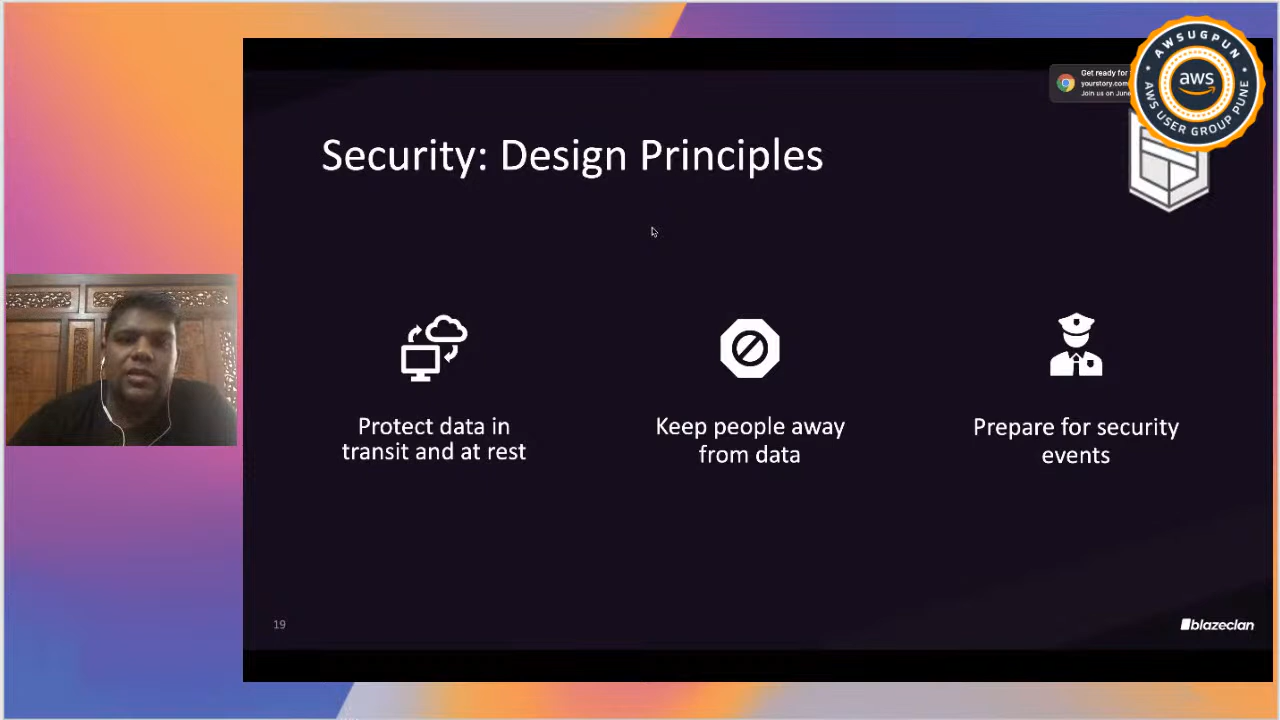 Get ready for
yourstory.com
Join us on June
AWSUGPUN
aws
AWS USER GROUP PUNE
Security: Design Principles
Protect data in
transit and at rest
Keep people away
from data
Prepare for security
events
19
blazeclan